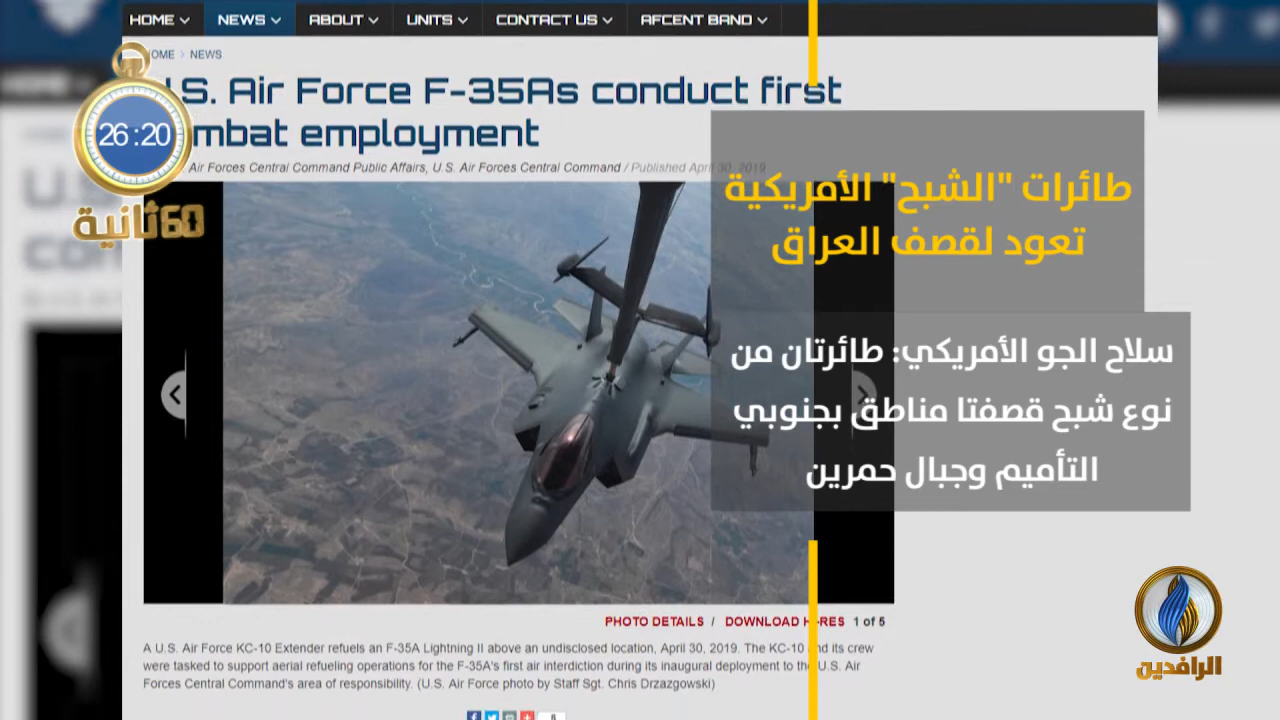 HOME NEWS ABOUT UNITS CONTACT US AFCENT BAND
HOME > NEWS
U.S. Air Force F-35As conduct first
combat employment
Air Forces Central Command Public Affairs, U.S. Air Forces Central Command / Published April 30, 2019
26:20
60ثانية
طائرات "الشبح" الأمريكية
تعود لقصف العراق
سلاح الجو الأمريكي: طائرتان من
نوع شبح قصفتا مناطق بجنوبي
التأميم وجبال حمرين
PHOTO DETAILS / DOWNLOAD HI-RES 1 of 5
A U.S. Air Force KC-10 Extender refuels an F-35A Lightning II above an undisclosed location, April 30, 2019. The KC-10 and its crew
were tasked to support aerial refueling operations for the F-35A's first air interdiction during its inaugural deployment to the U.S. Air
Forces Central Command's area of responsibility. (U.S. Air Force photo by Staff Sgt. Chris Drzazgowski)
الرافدين